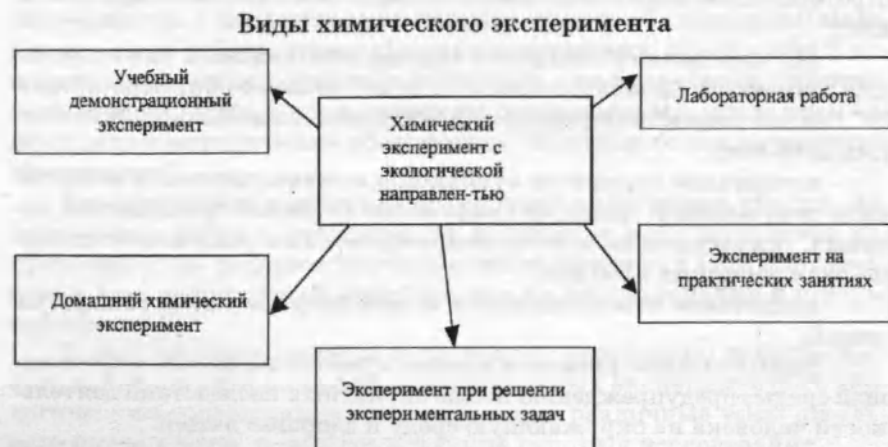 Виды химического эксперимента
Учебный
демонстрационный
эксперимент
Химический
эксперимент с
экологической
направлен-тью
Лабораторная работа
Домашний химический
эксперимент
Эксперимент на
практических занятиях
Эксперимент при решении
экспериментальных задач